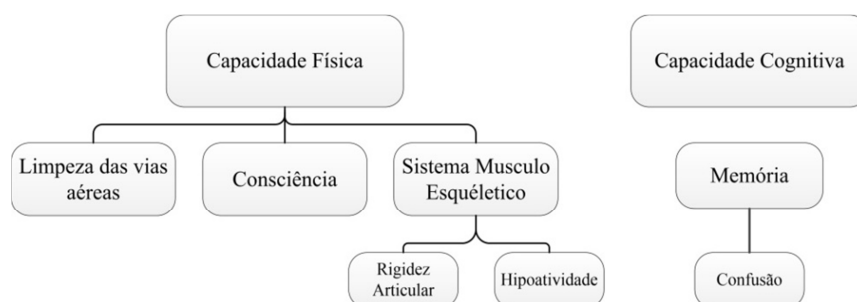 Capacidade Física
Capacidade Cognitiva
Limpeza das vias
aéreas
Consciência
Sistema Musculo
Esquéletico
Memória
Rigidez
Articular
Hipoatividade
Confusão